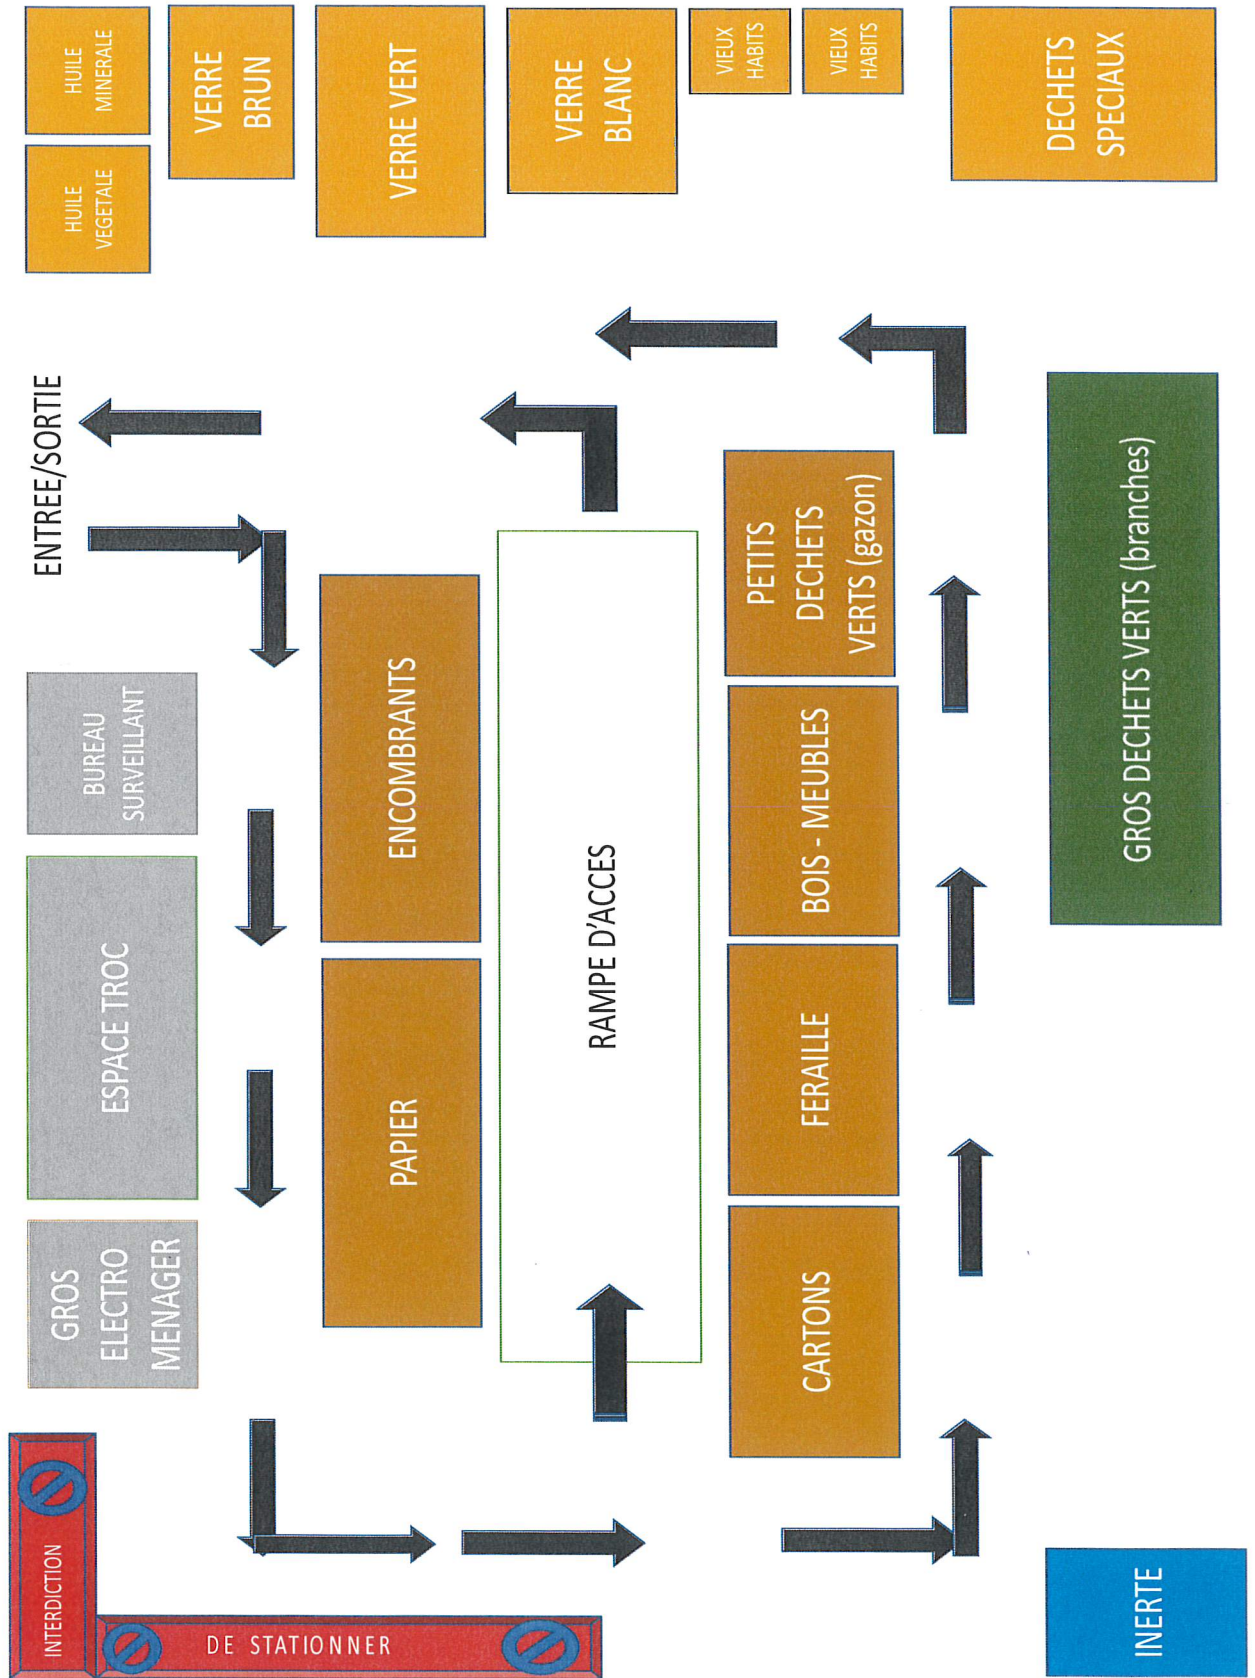 INTERDICTION
DE STATIONNER
GROS
ELECTRO
MENAGER
ESPACE TROC
BUREAU
SURVEILLANT
ENTREE/SORTIE
HUILE
VEGETALE
HUILE
MINERALE
VERRE
BRUN
PAPIER
ENCOMBRANTS
VERRE VERT
RAMPE D'ACCES
VERRE
BLANC
VIEUX
HABITS
CARTONS
FERAILLE
BOIS - MEUBLES
PETITS
DECHETS
VERTS (gazon)
VIEUX
HABITS
INERTE
GROS DECHETS VERTS (branches)
DECHETS
SPECIAUX